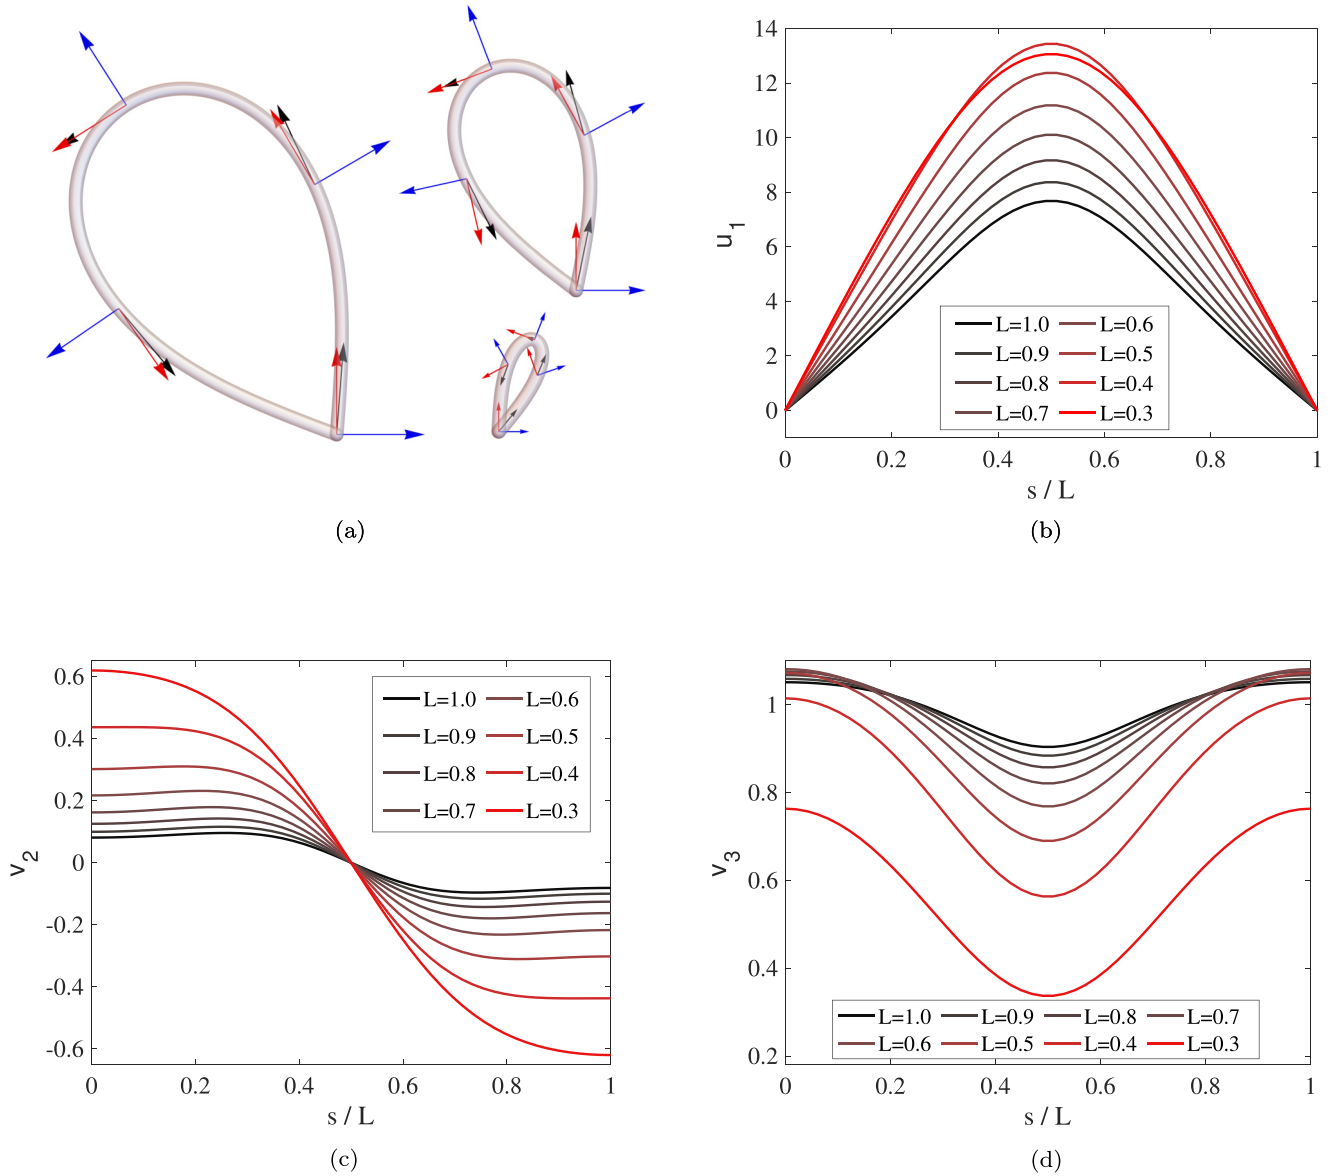 (a)
14
12
10
8
6
4
2
0
u1
L=1.0 L=0.6
L=0.9 L=0.5
L=0.8 L=0.4
L=0.7 L=0.3
0 0.2 0.4 0.6 0.8 1
s / L
(b)
0.6
0.4
0.2
0
-0.2
-0.4
-0.6
v2
L=1.0 L=0.6
L=0.9 L=0.5
L=0.8 L=0.4
L=0.7 L=0.3
0 0.2 0.4 0.6 0.8 1
s / L
(c)
1
0.8
0.6
0.4
0.2
v3
L=1.0 L=0.9 L=0.8 L=0.7
L=0.6 L=0.5 L=0.4 L=0.3
0 0.2 0.4 0.6 0.8 1
s / L
(d)